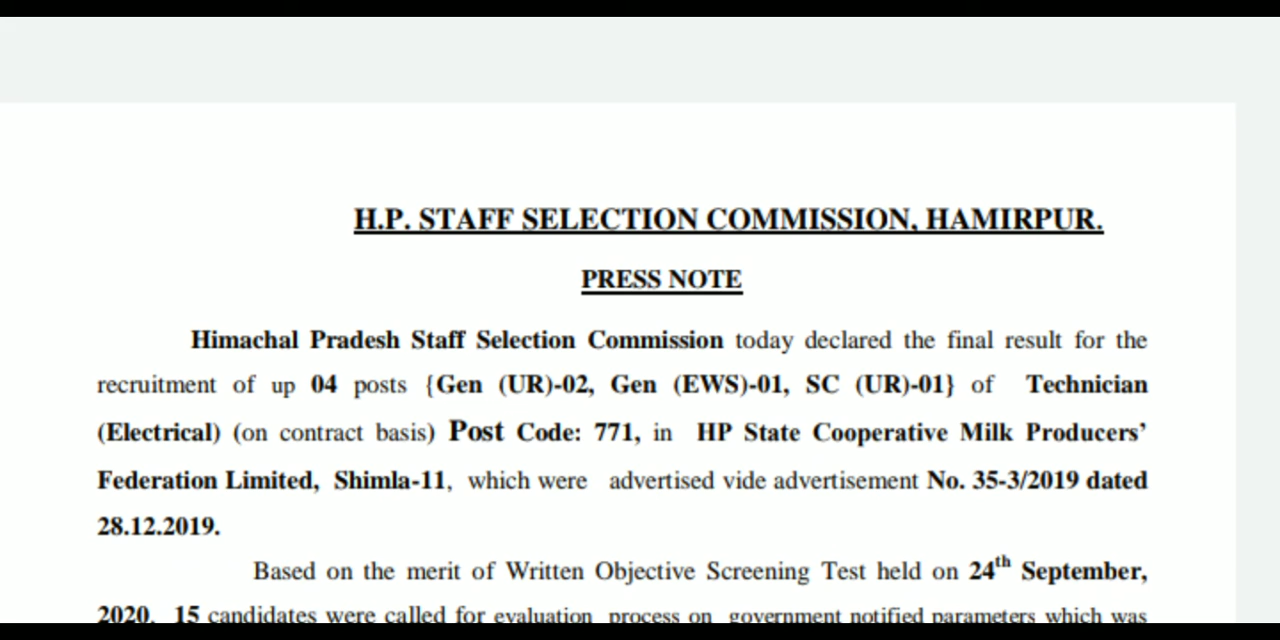 H.P. STAFF SELECTION COMMISSION, HAMIRPUR.
PRESS NOTE
Himachal Pradesh Staff Selection Commission today declared the final result for the
recruitment of up 04 posts {Gen (UR)-02, Gen (EWS)-01, SC (UR)-01} of Technician
(Electrical) (on contract basis) Post Code: 771, in HP State Cooperative Milk Producers’
Federation Limited, Shimla-11, which were advertised vide advertisement No. 35-3/2019 dated
28.12.2019.
Based on the merit of Written Objective Screening Test held on 24th September,
2020, 15 candidates were called for evaluation process on government notified parameters which was